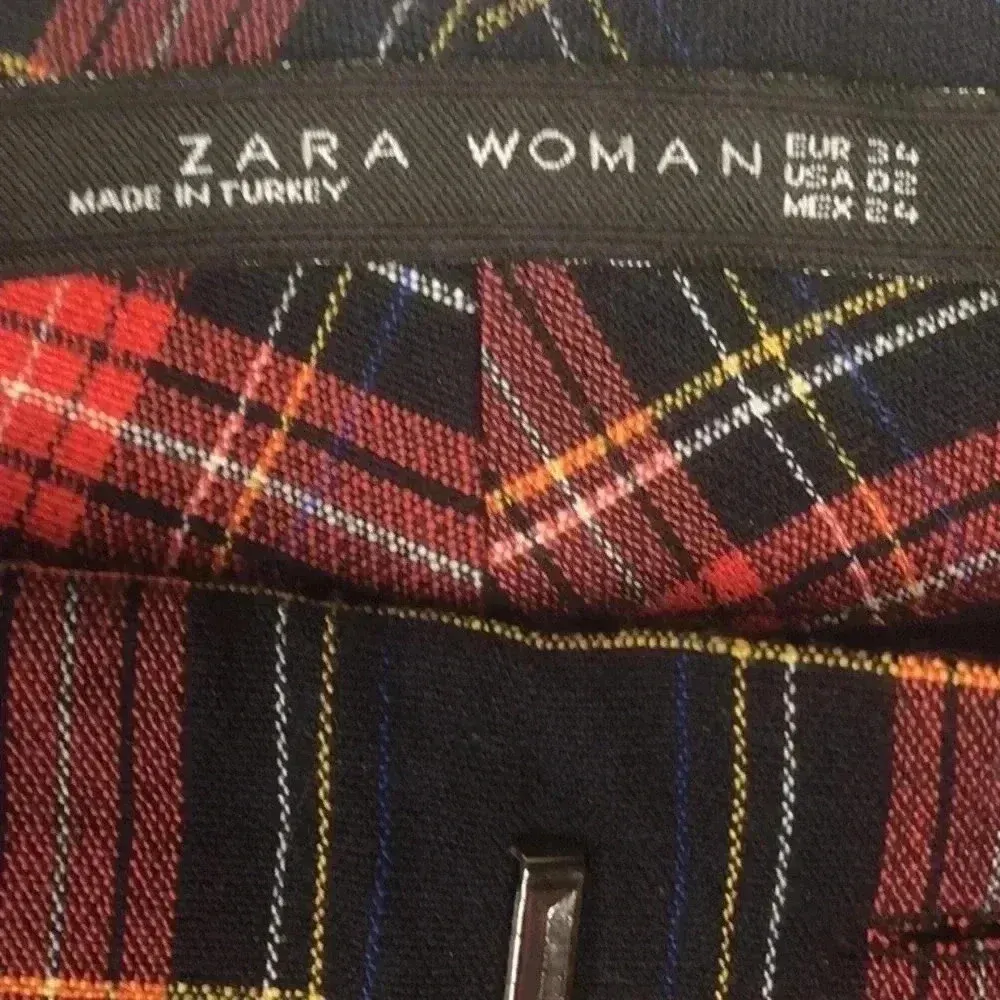 ZARA WOMAN
MADE IN TURKEY
EUR 34
USA 02
MEX 24